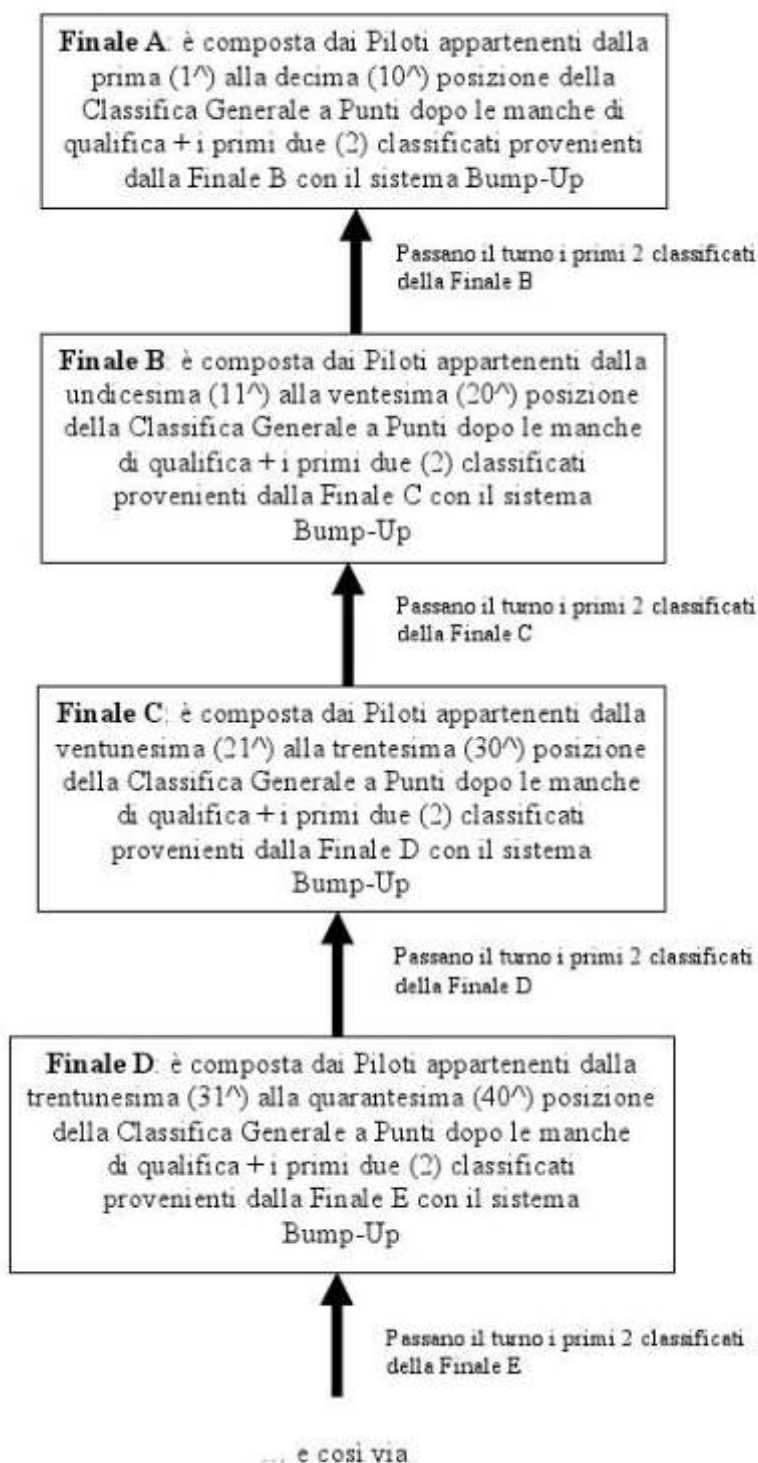 Finale A: è composta dai Piloti appartenenti dalla
prima (1^) alla decima (10^) posizione della
Classifica Generale a Punti dopo le manche di
qualifica + i primi due (2) classificati provenienti
dalla Finale B con il sistema Bump-Up
Passano il turno i primi 2 classificati
della Finale B
Finale B: è composta dai Piloti appartenenti dalla
undicesima (11^) alla ventesima (20^) posizione
della Classifica Generale a Punti dopo le manche
di qualifica + i primi due (2) classificati
provenienti dalla Finale C con il sistema
Bump-Up
Passano il turno i primi 2 classificati
della Finale C
Finale C: è composta dai Piloti appartenenti dalla
ventunesima (21^) alla trentesima (30^) posizione
della Classifica Generale a Punti dopo le manche
di qualifica + i primi due (2) classificati
provenienti dalla Finale D con il sistema
Bump-Up
Passano il turno i primi 2 classificati
della Finale D
Finale D: è composta dai Piloti appartenenti dalla
trentunesima (31^) alla quarantesima (40^) posizione
della Classifica Generale a Punti dopo le manche
di qualifica + i primi due (2) classificati
provenienti dalla Finale E con il sistema
Bump-Up
Passano il turno i primi 2 classificati
della Finale E
... e così via